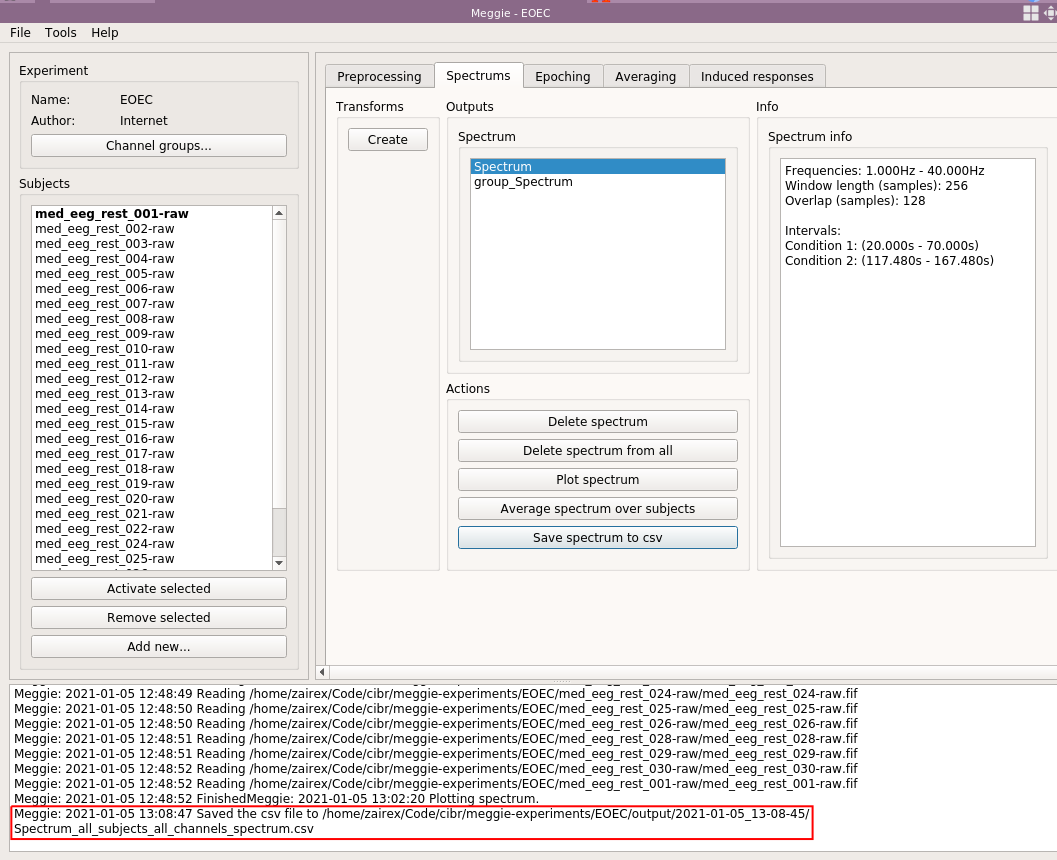 Meggie - EOEC
File Tools Help
Experiment
Name: EOEC
Author: Internet
Channel groups...
Subjects
med_eeg_rest_001-raw
med_eeg_rest_002-raw
med_eeg_rest_003-raw
med_eeg_rest_004-raw
med_eeg_rest_005-raw
med_eeg_rest_006-raw
med_eeg_rest_007-raw
med_eeg_rest_008-raw
med_eeg_rest_009-raw
med_eeg_rest_010-raw
med_eeg_rest_011-raw
med_eeg_rest_012-raw
med_eeg_rest_013-raw
med_eeg_rest_014-raw
med_eeg_rest_015-raw
med_eeg_rest_016-raw
med_eeg_rest_017-raw
med_eeg_rest_018-raw
med_eeg_rest_019-raw
med_eeg_rest_020-raw
med_eeg_rest_021-raw
med_eeg_rest_022-raw
med_eeg_rest_024-raw
med_eeg_rest_025-raw
Activate selected
Remove selected
Add new...
Preprocessing Spectrums Epoching Averaging Induced responses
Transforms
Create
Outputs
Spectrum
Spectrum
group_Spectrum
Actions
Delete spectrum
Delete spectrum from all
Plot spectrum
Average spectrum over subjects
Save spectrum to csv
Info
Spectrum info
Frequencies: 1.000Hz - 40.000Hz
Window length (samples): 256
Overlap (samples): 128
Intervals:
Condition 1: (20.000s - 70.000s)
Condition 2: (117.480s - 167.480s)
Meggie: 2021-01-05 12:48:49 Reading /home/zairex/Code/cibr/meggie-experiments/EOEC/med_eeg_rest_024-raw/med_eeg_rest_024-raw.fif
Meggie: 2021-01-05 12:48:50 Reading /home/zairex/Code/cibr/meggie-experiments/EOEC/med_eeg_rest_025-raw/med_eeg_rest_025-raw.fif
Meggie: 2021-01-05 12:48:50 Reading /home/zairex/Code/cibr/meggie-experiments/EOEC/med_eeg_rest_026-raw/med_eeg_rest_026-raw.fif
Meggie: 2021-01-05 12:48:51 Reading /home/zairex/Code/cibr/meggie-experiments/EOEC/med_eeg_rest_028-raw/med_eeg_rest_028-raw.fif
Meggie: 2021-01-05 12:48:51 Reading /home/zairex/Code/cibr/meggie-experiments/EOEC/med_eeg_rest_029-raw/med_eeg_rest_029-raw.fif
Meggie: 2021-01-05 12:48:52 Reading /home/zairex/Code/cibr/meggie-experiments/EOEC/med_eeg_rest_030-raw/med_eeg_rest_030-raw.fif
Meggie: 2021-01-05 12:48:52 Reading /home/zairex/Code/cibr/meggie-experiments/EOEC/med_eeg_rest_001-raw/med_eeg_rest_001-raw.fif
Meggie: 2021-01-05 12:48:52 FinishedMeggie: 2021-01-05 13:02:20 Plotting spectrum.
Meggie: 2021-01-05 13:08:47 Saved the csv file to /home/zairex/Code/cibr/meggie-experiments/EOEC/output/2021-01-05_13-08-45/
Spectrum_all_subjects_all_channels_spectrum.csv